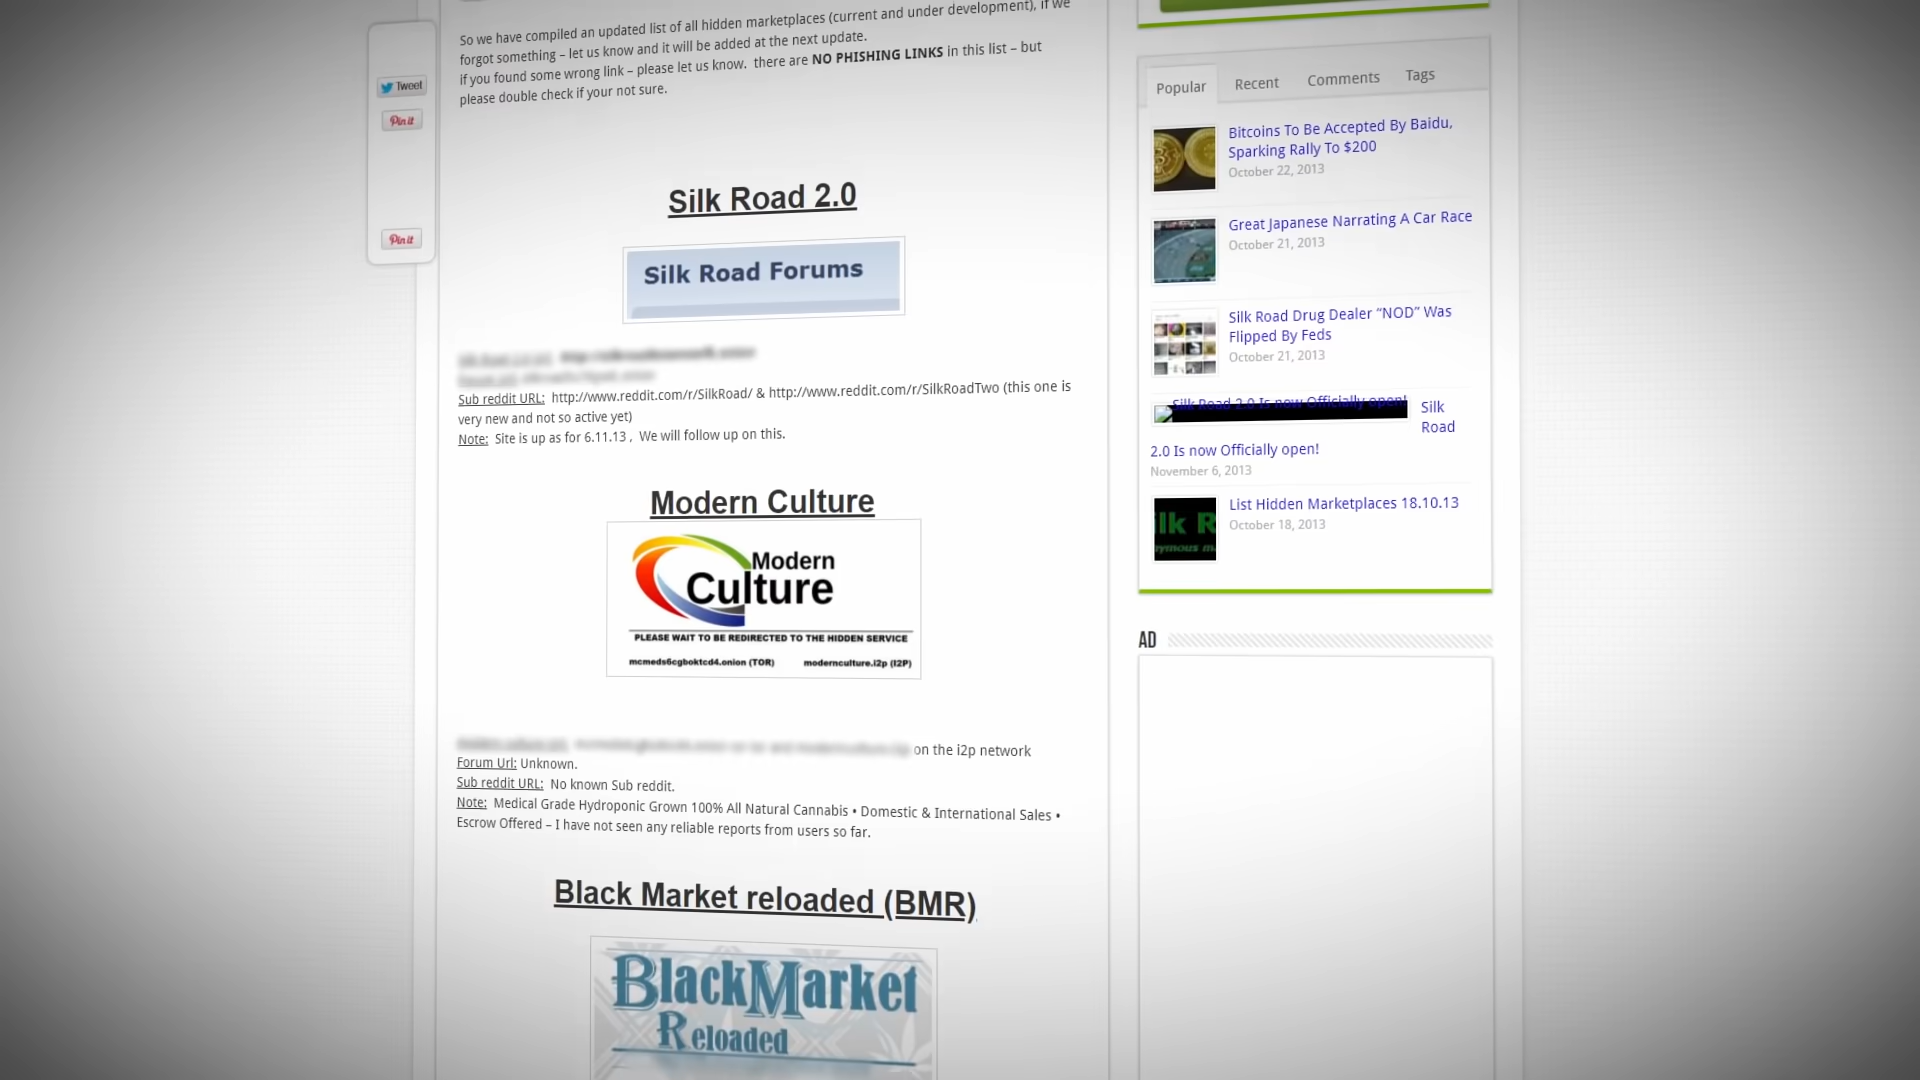 So we have compiled an updated list of all hidden marketplaces (current and under development), if we
forgot something – let us know and it will be added at the next update.
if you found some wrong link – please let us know.  there are NO PHISHING LINKS in this list – but
please double check if your not sure.
Tweet
Pin it
Pin it
Silk Road 2.0
Silk Road Forums
Sub reddit URL:  http://www.reddit.com/r/SilkRoad/ & http://www.reddit.com/r/SilkRoadTwo (this one is
very new and not so active yet)
Note:  Site is up as for 6.11.13 ,  We will follow up on this.
Modern Culture
Modern
Culture
PLEASE WAIT TO BE REDIRECTED TO THE HIDDEN SERVICE
mcmeds6cgboktcd4.onion (TOR) modernculture.i2p (I2P)
on the i2p network
Forum Url: Unknown.
Sub reddit URL:  No known Sub reddit.
Note:  Medical Grade Hydroponic Grown 100% All Natural Cannabis • Domestic & International Sales •
Escrow Offered – I have not seen any reliable reports from users so far.
Black Market reloaded (BMR)
BlackMarket
Reloaded
Popular Recent Comments Tags
Bitcoins To Be Accepted By Baidu,
Sparking Rally To $200
October 22, 2013
Great Japanese Narrating A Car Race
October 21, 2013
Silk Road Drug Dealer “NOD” Was
Flipped By Feds
October 21, 2013
Silk Road 2.0 Is now Officially open!
Silk
Road
2.0 Is now Officially open!
November 6, 2013
List Hidden Marketplaces 18.10.13
October 18, 2013
ilk R
ymous m
AD